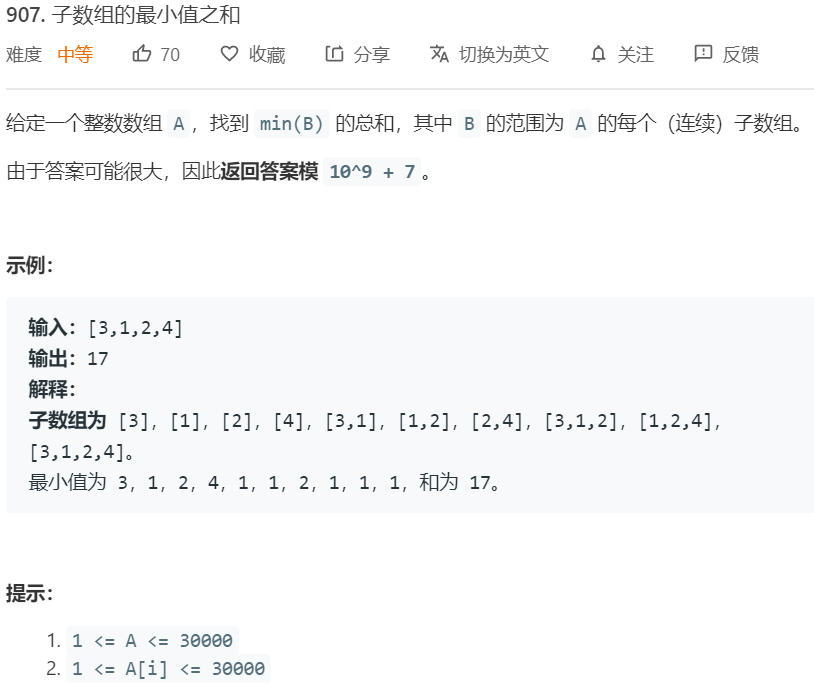 907. 子数组的最小值之和
难度 中等 70 收藏 分享 切换为英文 关注 反馈
给定一个整数数组 A，找到 min(B) 的总和，其中 B 的范围为 A 的每个（连续）子数组。
由于答案可能很大，因此返回答案模 10^9 + 7。
示例：
输入：[3,1,2,4]
输出：17
解释：
子数组为 [3]，[1]，[2]，[4]，[3,1]，[1,2]，[2,4]，[3,1,2]，[1,2,4]，
[3,1,2,4]。
最小值为 3，1，2，4，1，1，2，1，1，1，和为 17。
提示：
1. 1 <= A <= 30000
2. 1 <= A[i] <= 30000